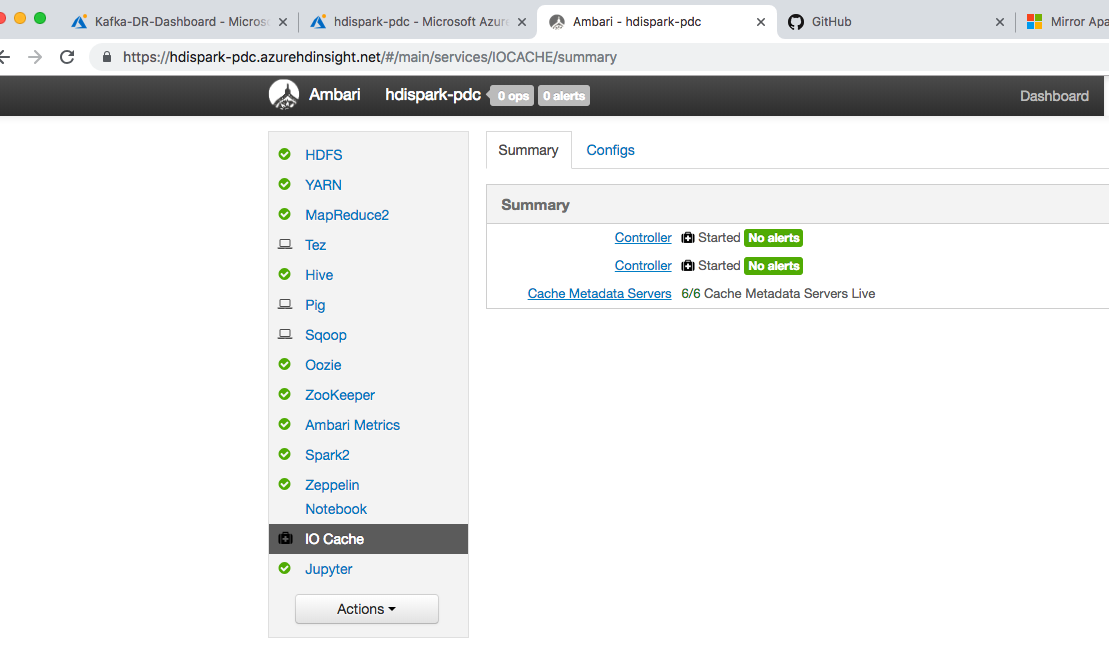 Kafka-DR-Dashboard - Microso
hdispark-pdc - Microsoft Azure
Ambari - hdispark-pdc
GitHub
Mirror Apa
https://hdispark-pdc.azurehdinsight.net/#/main/services/IOCACHE/summary
Ambari hdispark-pdc 0 ops 0 alerts Dashboard
HDFS
YARN
MapReduce2
Tez
Hive
Pig
Sqoop
Oozie
ZooKeeper
Ambari Metrics
Spark2
Zeppelin
Notebook
IO Cache
Jupyter
Actions
Summary Configs
Summary
Controller Started No alerts
Controller Started No alerts
Cache Metadata Servers 6/6 Cache Metadata Servers Live